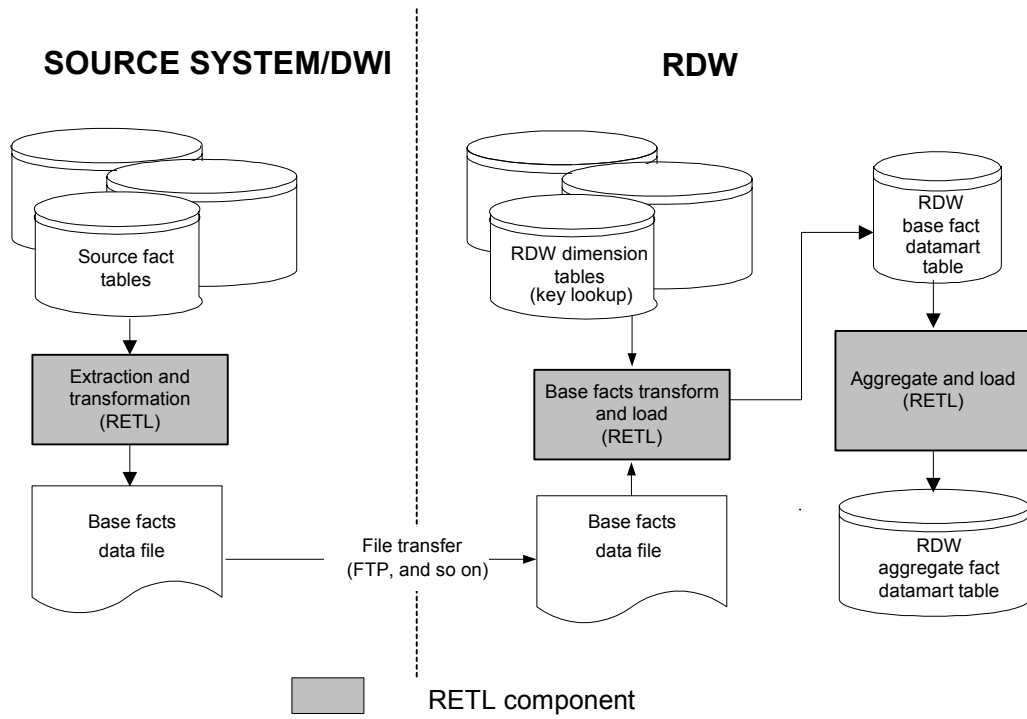 SOURCE SYSTEM/DWI
RDW
Source fact
tables
RDW dimension
tables
(key lookup)
RDW
base fact
datamart
table
Extraction and
transformation
(RETL)
Base facts transform
and load
(RETL)
Aggregate and load
(RETL)
Base facts
data file
File transfer
(FTP, and so on)
Base facts
data file
RDW
aggregate fact
datamart table
RETL component